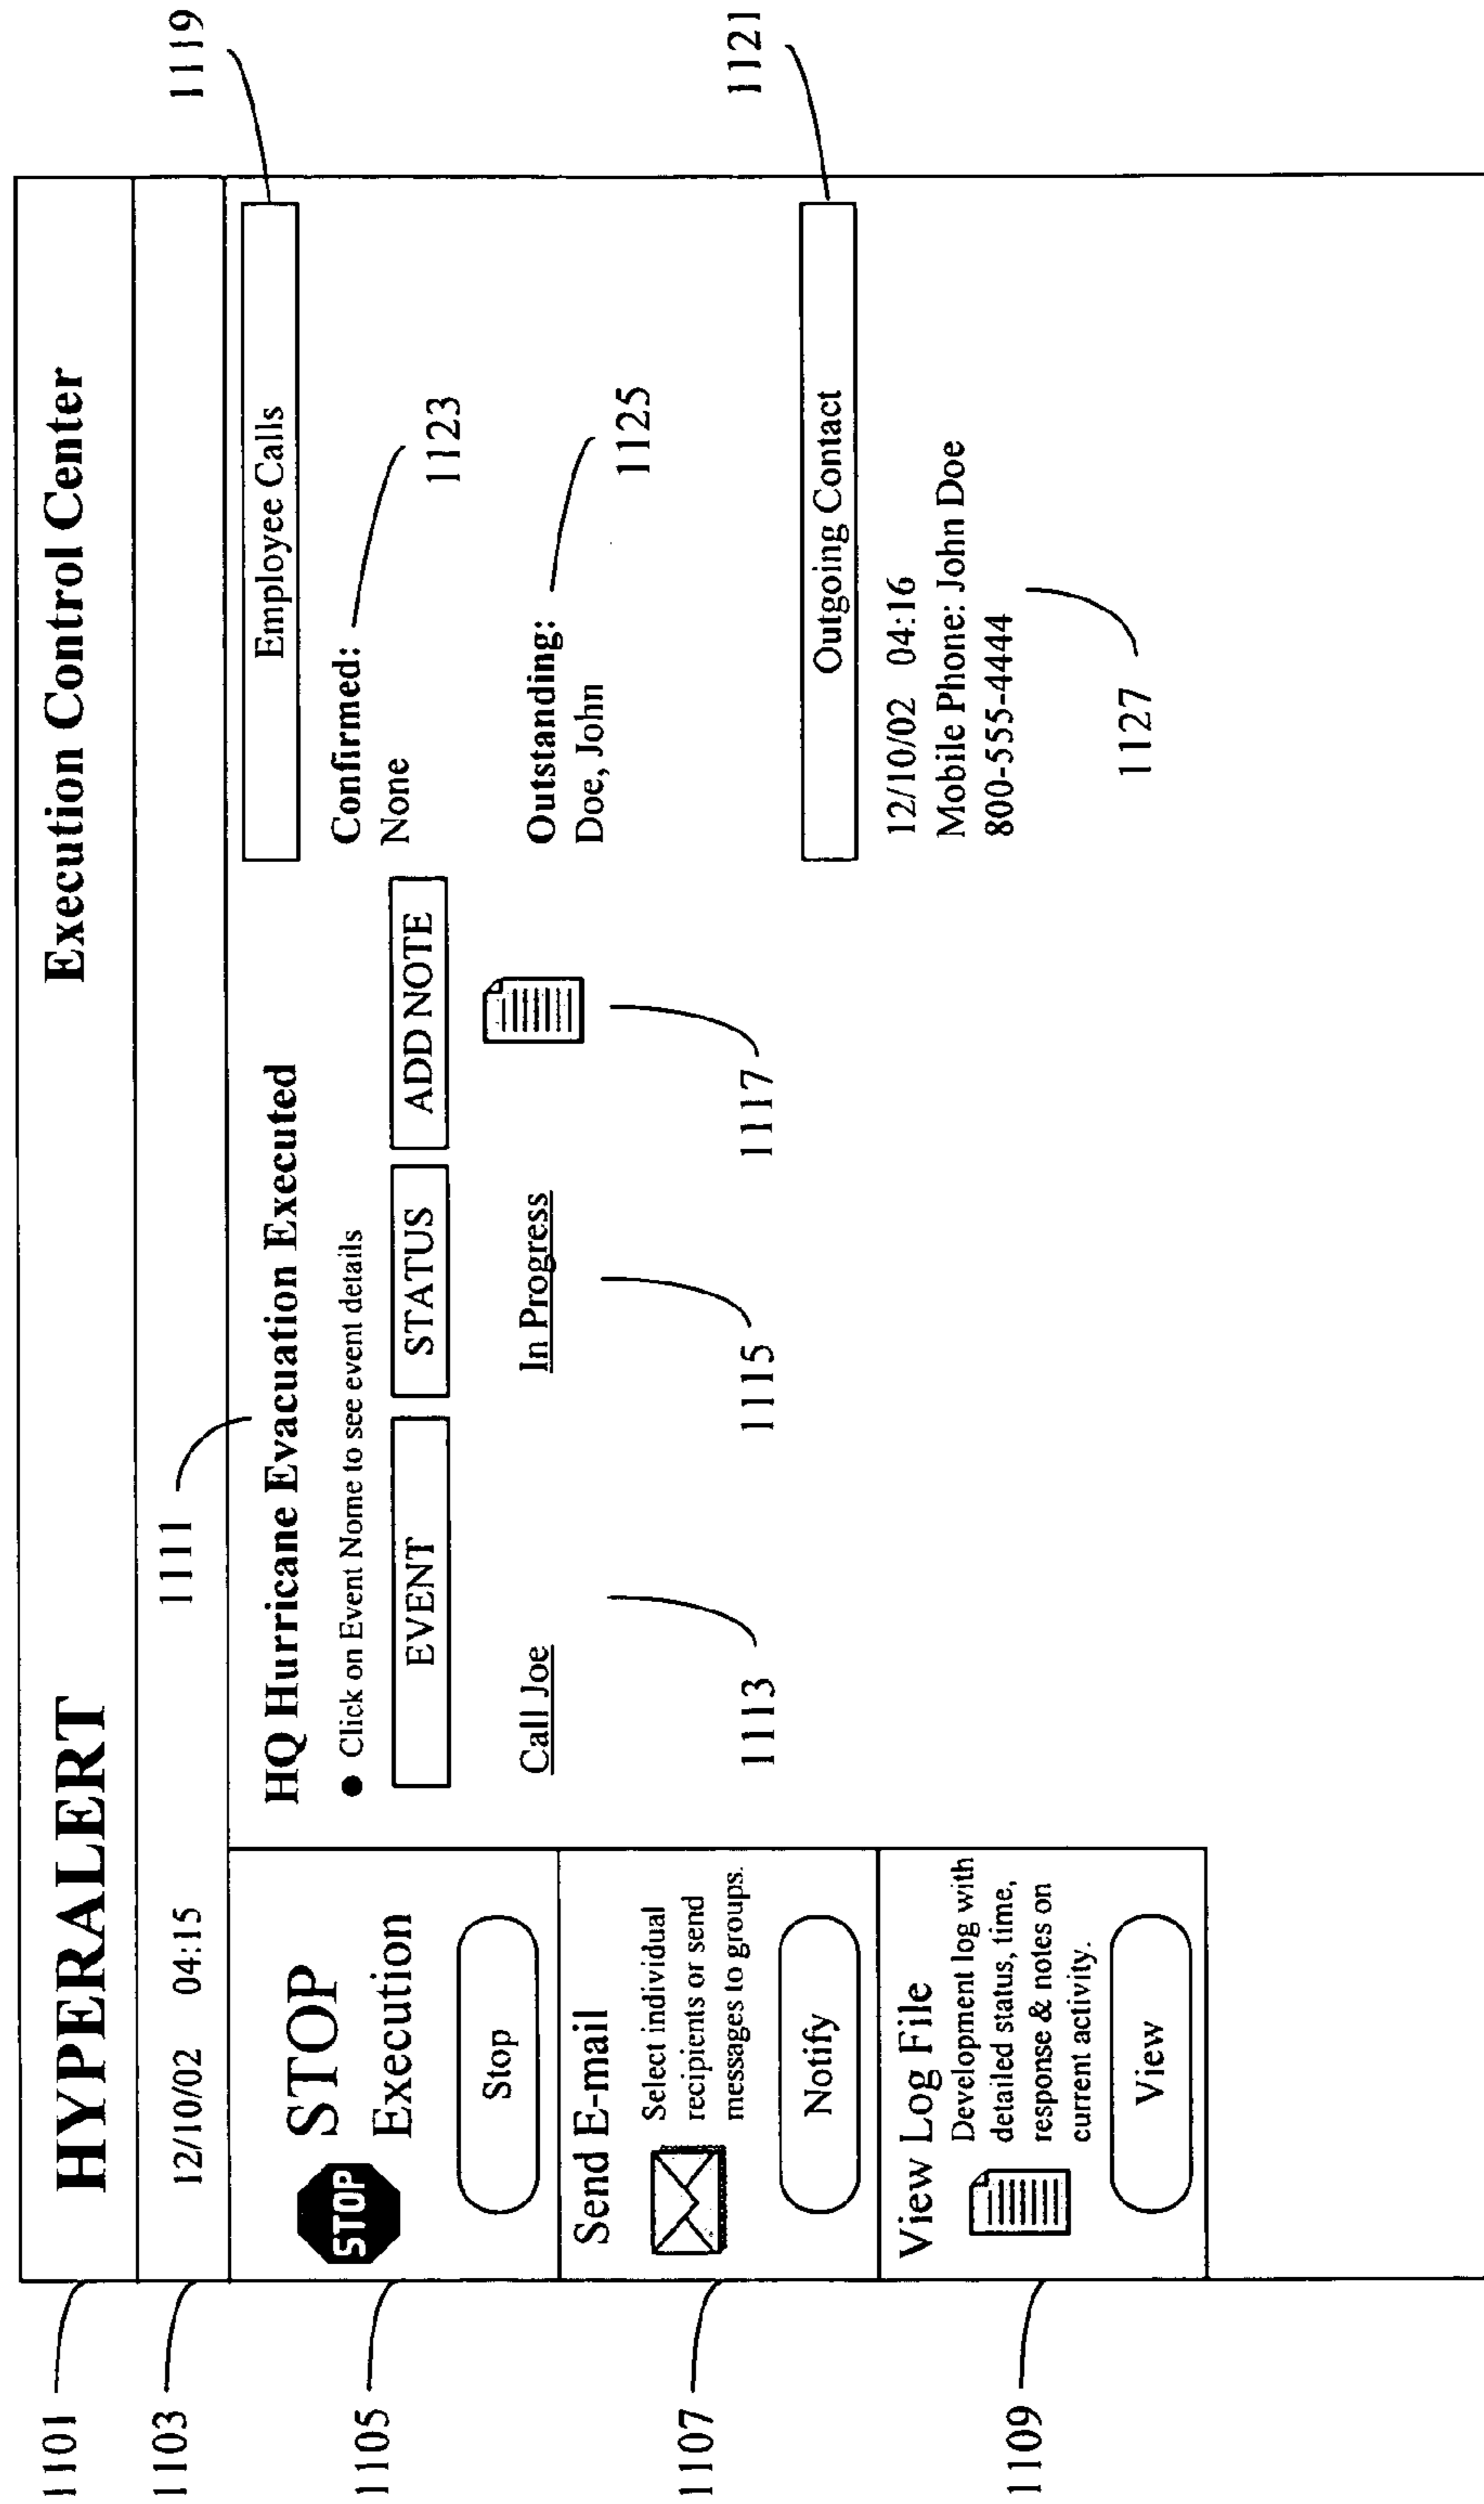 1101
HYPERALERT Execution Control Center
1103
12/10/02 04:15
1111
1119
1105
STOP
STOP
Execution
Stop
1107
Send E-mail
Select individual
recipients or send
messages to groups.
Notify
1109
View Log File
Development log with
detailed status, time,
response & notes on
current activity.
View
HQ Hurricane Evacuation Executed
● Click on Event Nome to see event details
EVENT STATUS ADD NOTE
Call Joe In Progress
1113 1115 1117
Employee Calls
Confirmed:
None
1123
Outstanding:
Doe, John
1125
1121
Outgoing Contact
12/10/02 04:16
Mobile Phone: John Doe
800-555-4444
1127